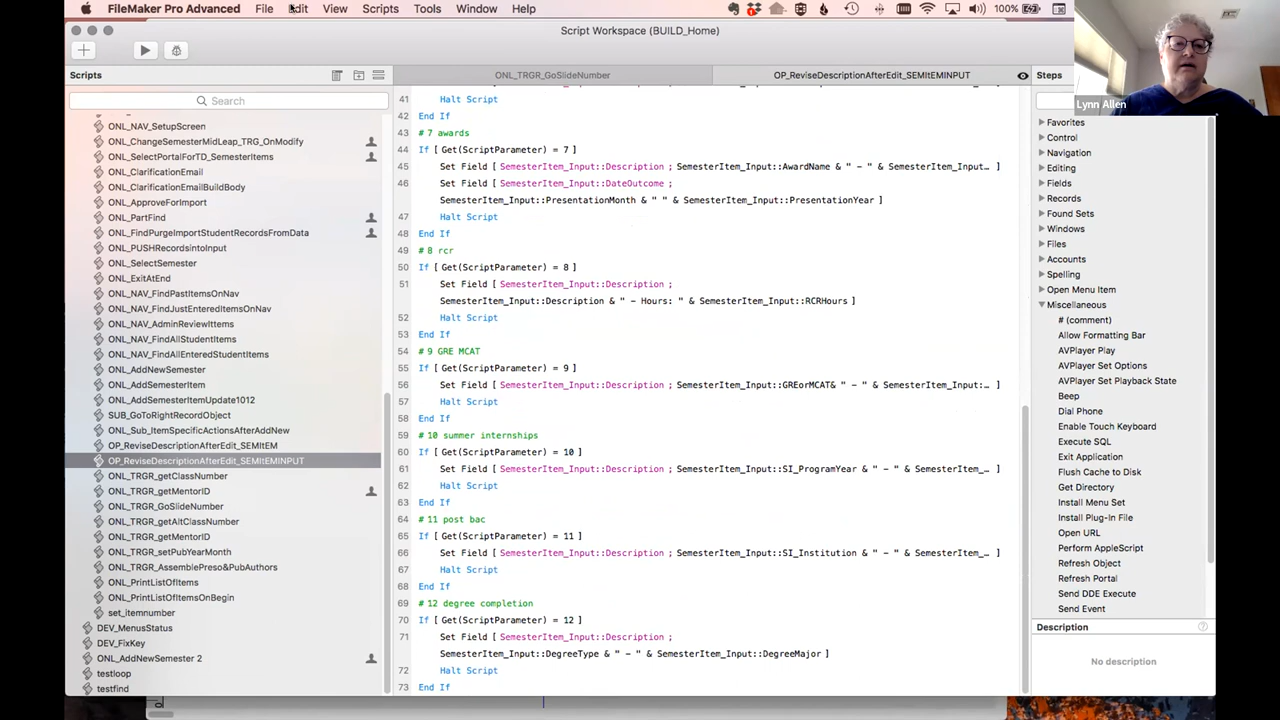 FileMaker Pro Advanced File Edit View Scripts Tools Window Help 100%
Script Workspace (BUILD_Home)
Scripts
ONL_TRGR_GoSlideNumber
OP_ReviseDescriptionAfterEdit_SEMItEMINPUT
Steps
Search
Lynn Allen
ONL_NAV_SetupScreen
ONL_ChangeSemesterMidLeap_TRG_OnModify
ONL_SelectPortalForTD_SemesterItems
ONL_ClarificationEmail
ONL_ClarificationEmailBuildBody
ONL_ApproveForImport
ONL_PartFind
ONL_FindPurgeImportStudentRecordsFromData
ONL_PUSHRecordsintoInput
ONL_SelectSemester
ONL_ExitAtEnd
ONL_NAV_FindPastItemsOnNav
ONL_NAV_FindJustEnteredItemsOnNav
ONL_NAV_AdminReviewIttems
ONL_NAV_FindAllStudentItems
ONL_NAV_FindAllEnteredStudentItems
ONL_AddNewSemester
ONL_AddSemesterItem
ONL_AddSemesterItemUpdate1012
SUB_GoToRightRecordObject
ONL_Sub_ItemSpecificActionsAfterAddNew
OP_ReviseDescriptionAfterEdit_SEMItEM
OP_ReviseDescriptionAfterEdit_SEMItEMINPUT
ONL_TRGR_getClassNumber
ONL_TRGR_getMentorID
ONL_TRGR_GoSlideNumber
ONL_TRGR_getAltClassNumber
ONL_TRGR_getMentorID
ONL_TRGR_setPubYearMonth
ONL_TRGR_AssemblePreso&PubAuthors
ONL_PrintListOfItems
ONL_PrintListOfItemsOnBegin
set_itemnumber
DEV_MenusStatus
DEV_FixKey
ONL_AddNewSemester 2
testloop
testfind
41 Halt Script
42 End If
43 # 7 awards
44 If [ Get(ScriptParameter) = 7 ]
45 Set Field [ SemesterItem_Input::Description ; SemesterItem_Input::AwardName & " - " & SemesterItem_Input… ]
46 Set Field [ SemesterItem_Input::DateOutcome ;
SemesterItem_Input::PresentationMonth & " " & SemesterItem_Input::PresentationYear ]
47 Halt Script
48 End If
49 # 8 rcr
50 If [ Get(ScriptParameter) = 8 ]
51 Set Field [ SemesterItem_Input::Description ;
SemesterItem_Input::Description & " - Hours: " & SemesterItem_Input::RCRHours ]
52 Halt Script
53 End If
54 # 9 GRE MCAT
55 If [ Get(ScriptParameter) = 9 ]
56 Set Field [ SemesterItem_Input::Description ; SemesterItem_Input::GREorMCAT& " - " & SemesterItem_Input:… ]
57 Halt Script
58 End If
59 # 10 summer internships
60 If [ Get(ScriptParameter) = 10 ]
61 Set Field [ SemesterItem_Input::Description ; SemesterItem_Input::SI_ProgramYear & " - " & SemesterItem_… ]
62 Halt Script
63 End If
64 # 11 post bac
65 If [ Get(ScriptParameter) = 11 ]
66 Set Field [ SemesterItem_Input::Description ; SemesterItem_Input::SI_Institution & " - " & SemesterItem_… ]
67 Halt Script
68 End If
69 # 12 degree completion
70 If [ Get(ScriptParameter) = 12 ]
71 Set Field [ SemesterItem_Input::Description ;
SemesterItem_Input::DegreeType & " - " & SemesterItem_Input::DegreeMajor ]
72 Halt Script
73 End If
Favorites
Control
Navigation
Editing
Fields
Records
Found Sets
Windows
Files
Accounts
Spelling
Open Menu Item
Miscellaneous
# (comment)
Allow Formatting Bar
AVPlayer Play
AVPlayer Set Options
AVPlayer Set Playback State
Beep
Dial Phone
Enable Touch Keyboard
Execute SQL
Exit Application
Flush Cache to Disk
Get Directory
Install Menu Set
Install Plug-In File
Open URL
Perform AppleScript
Refresh Object
Refresh Portal
Send DDE Execute
Send Event
Description
No description